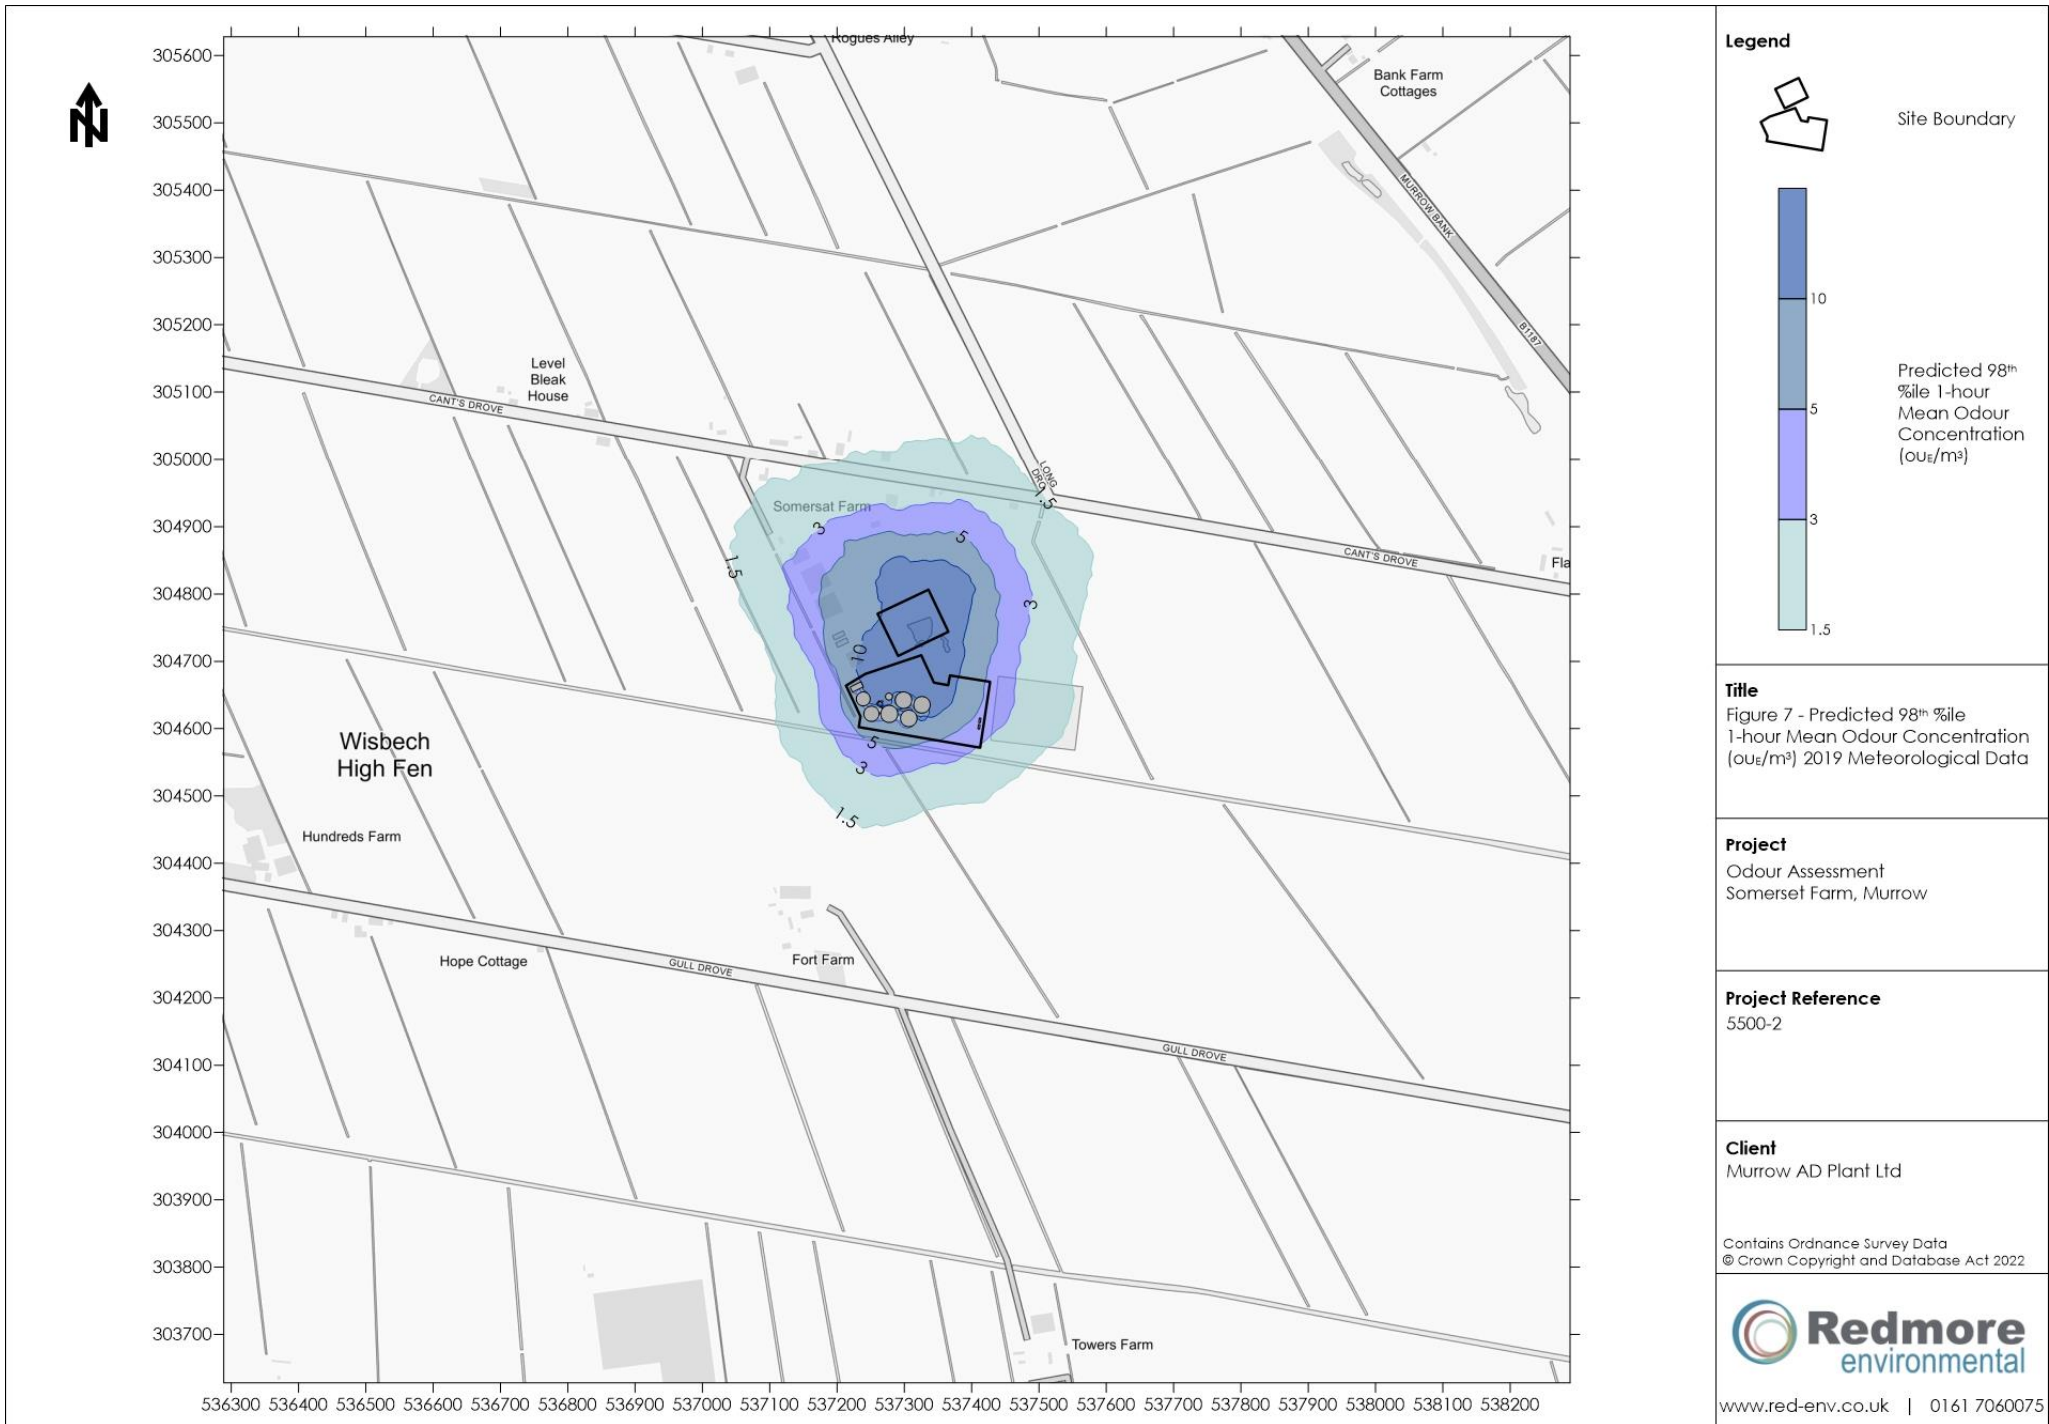 Rogues Alley
Bank Farm
Cottages
MURROW BANK
B1187
Level
Bleak
House
CANT'S DROVE
LONG
DRO
1.5
Somersat Farm
3
5
1.5
CANT'S DROVE
Fla
3
10
5
3
1.5
Wisbech
High Fen
Hundreds Farm
Hope Cottage
GULL DROVE
Fort Farm
GULL DROVE
Towers Farm
305600
305500
305400
305300
305200
305100
305000
304900
304800
304700
304600
304500
304400
304300
304200
304100
304000
303900
303800
303700
536300 536400 536500 536600 536700 536800 536900 537000 537100 537200 537300 537400 537500 537600 537700 537800 537900 538000 538100 538200
N
Legend
Site Boundary
10
5
3
1.5
Predicted 98th
%ile 1-hour
Mean Odour
Concentration
(ouE/m³)
Title
Figure 7 - Predicted 98th %ile
1-hour Mean Odour Concentration
(ouE/m³) 2019 Meteorological Data
Project
Odour Assessment
Somerset Farm, Murrow
Project Reference
5500-2
Client
Murrow AD Plant Ltd
Contains Ordnance Survey Data
© Crown Copyright and Database Act 2022
Redmore
environmental
www.red-env.co.uk | 0161 7060075